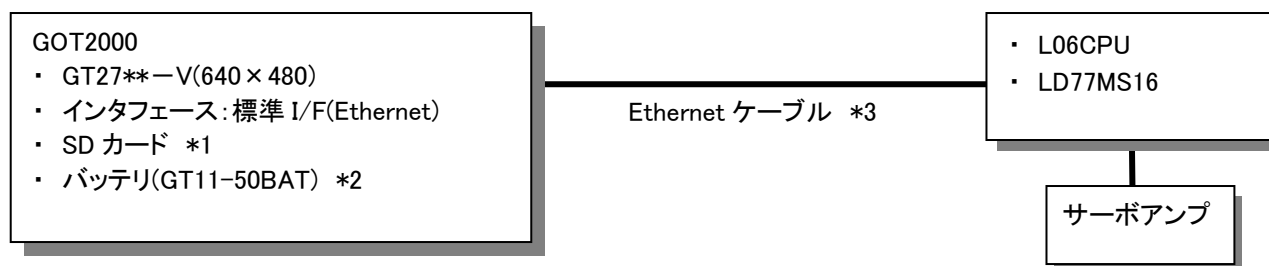 GOT2000
・ GT27**－V(640×480)
・ インタフェース:標準 I/F(Ethernet)
・ SD カード *1
・ バッテリ(GT11-50BAT) *2
Ethernet ケーブル *3
・ L06CPU
・ LD77MS16
サーボアンプ